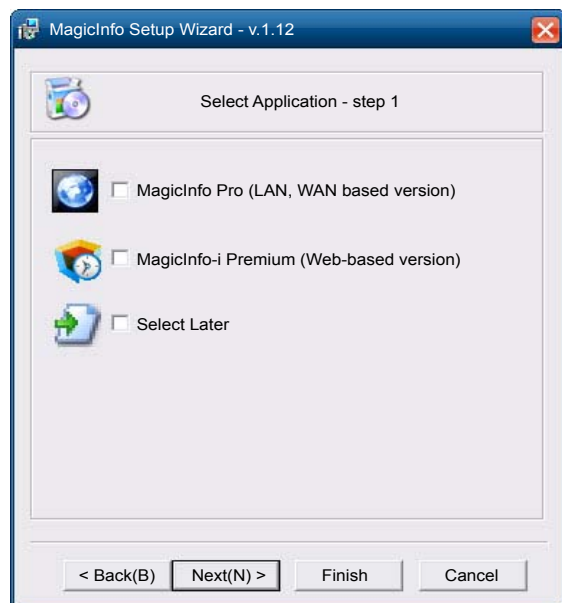 MagicInfo Setup Wizard - v.1.12
Select Application - step 1
MagicInfo Pro (LAN, WAN based version)
MagicInfo-i Premium (Web-based version)
Select Later
< Back(B) Next(N) > Finish Cancel